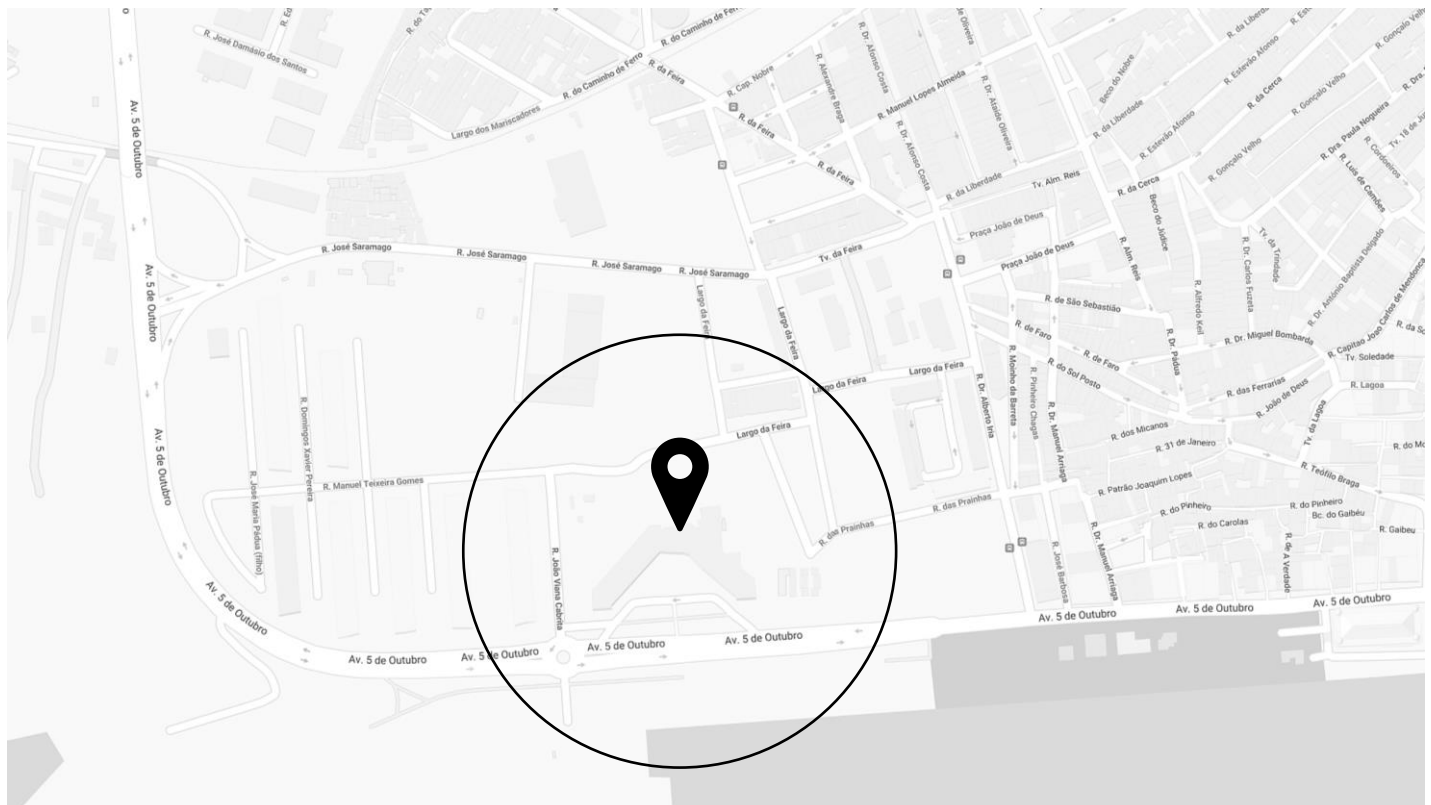 R. José Damásio dos Santos
R. do Caminho de Ferro
R. do Caminho de Ferro
Largo dos Mariscadores
R. da Feira
R. da Feira
R. da Feira
R. Cap. Nobre
R. Alexandre Braga
R. Dr. Afonso Costa
R. Dr. Afonso Costa
R. Manuel Lopes Almeida
R. Dr. Ataíde Oliveira
de Oliveira
Beco do Nobre
R. da Liberdade
R. da Liberdade
R. da Liberdade
R. Estevão Afonso
R. Estevão Afonso
R. da Cerca
R. da Cerca
R. Gonçalo Velho
R. Gonçalo Velho
R. Gonçalo Velho
R. Dra. Paula Nogueira
R. Cordoeiros
R. Luis de Camões
Tv. Alm. Reis
Praça João de Deus
Praça João de Deus
Beco do Júdice
R. Alm. Reis
Tv. da Trindade
R. Dr. Carlos Fuzeta
R. Dr. António Baptista Delgado
R. Capitao Joao Carlos de Mendonça
Av. 5 de Outubro
Av. 5 de Outubro
Av. 5 de Outubro
Av. 5 de Outubro
R. José Saramago
R. José Saramago
R. José Saramago
R. José Saramago
Tv. da Feira
Largo da Feira
Largo da Feira
Largo da Feira
Largo da Feira
Largo da Feira
R. de São Sebastião
R. Alfredo Keil
R. Dr. Pádua
R. de Faro
R. de Faro
R. do Sol Posto
R. Dr. Miguel Bombarda
Tv. Soledade
R. das Ferrarias
R. João de Deus
R. Lagoa
Tv. da Lagoa
R. Dr. Alberto Iria
R. Moinho da Barreta
R. Pinheiro Chagas
R. Dr. Manuel Arriaga
R. dos Micanos
R. 31 de Janeiro
R. Teófilo Braga
R. Patrão Joaquim Lopes
R. do Pinheiro
R. do Pinheiro
Bc. do Gaibéu
R. do Carolas
R. Gaibeu
R. de A Verdade
R. José Maria Pádua (filho)
R. Domingos Xavier Pereira
R. Manuel Teixeira Gomes
R. João Viana Cabrita
R. das Prainhas
R. das Prainhas
R. José Barbosa
R. Dr. Manuel Arriaga
Av. 5 de Outubro
Av. 5 de Outubro
Av. 5 de Outubro
Av. 5 de Outubro
Av. 5 de Outubro
Av. 5 de Outubro
Av. 5 de Outubro